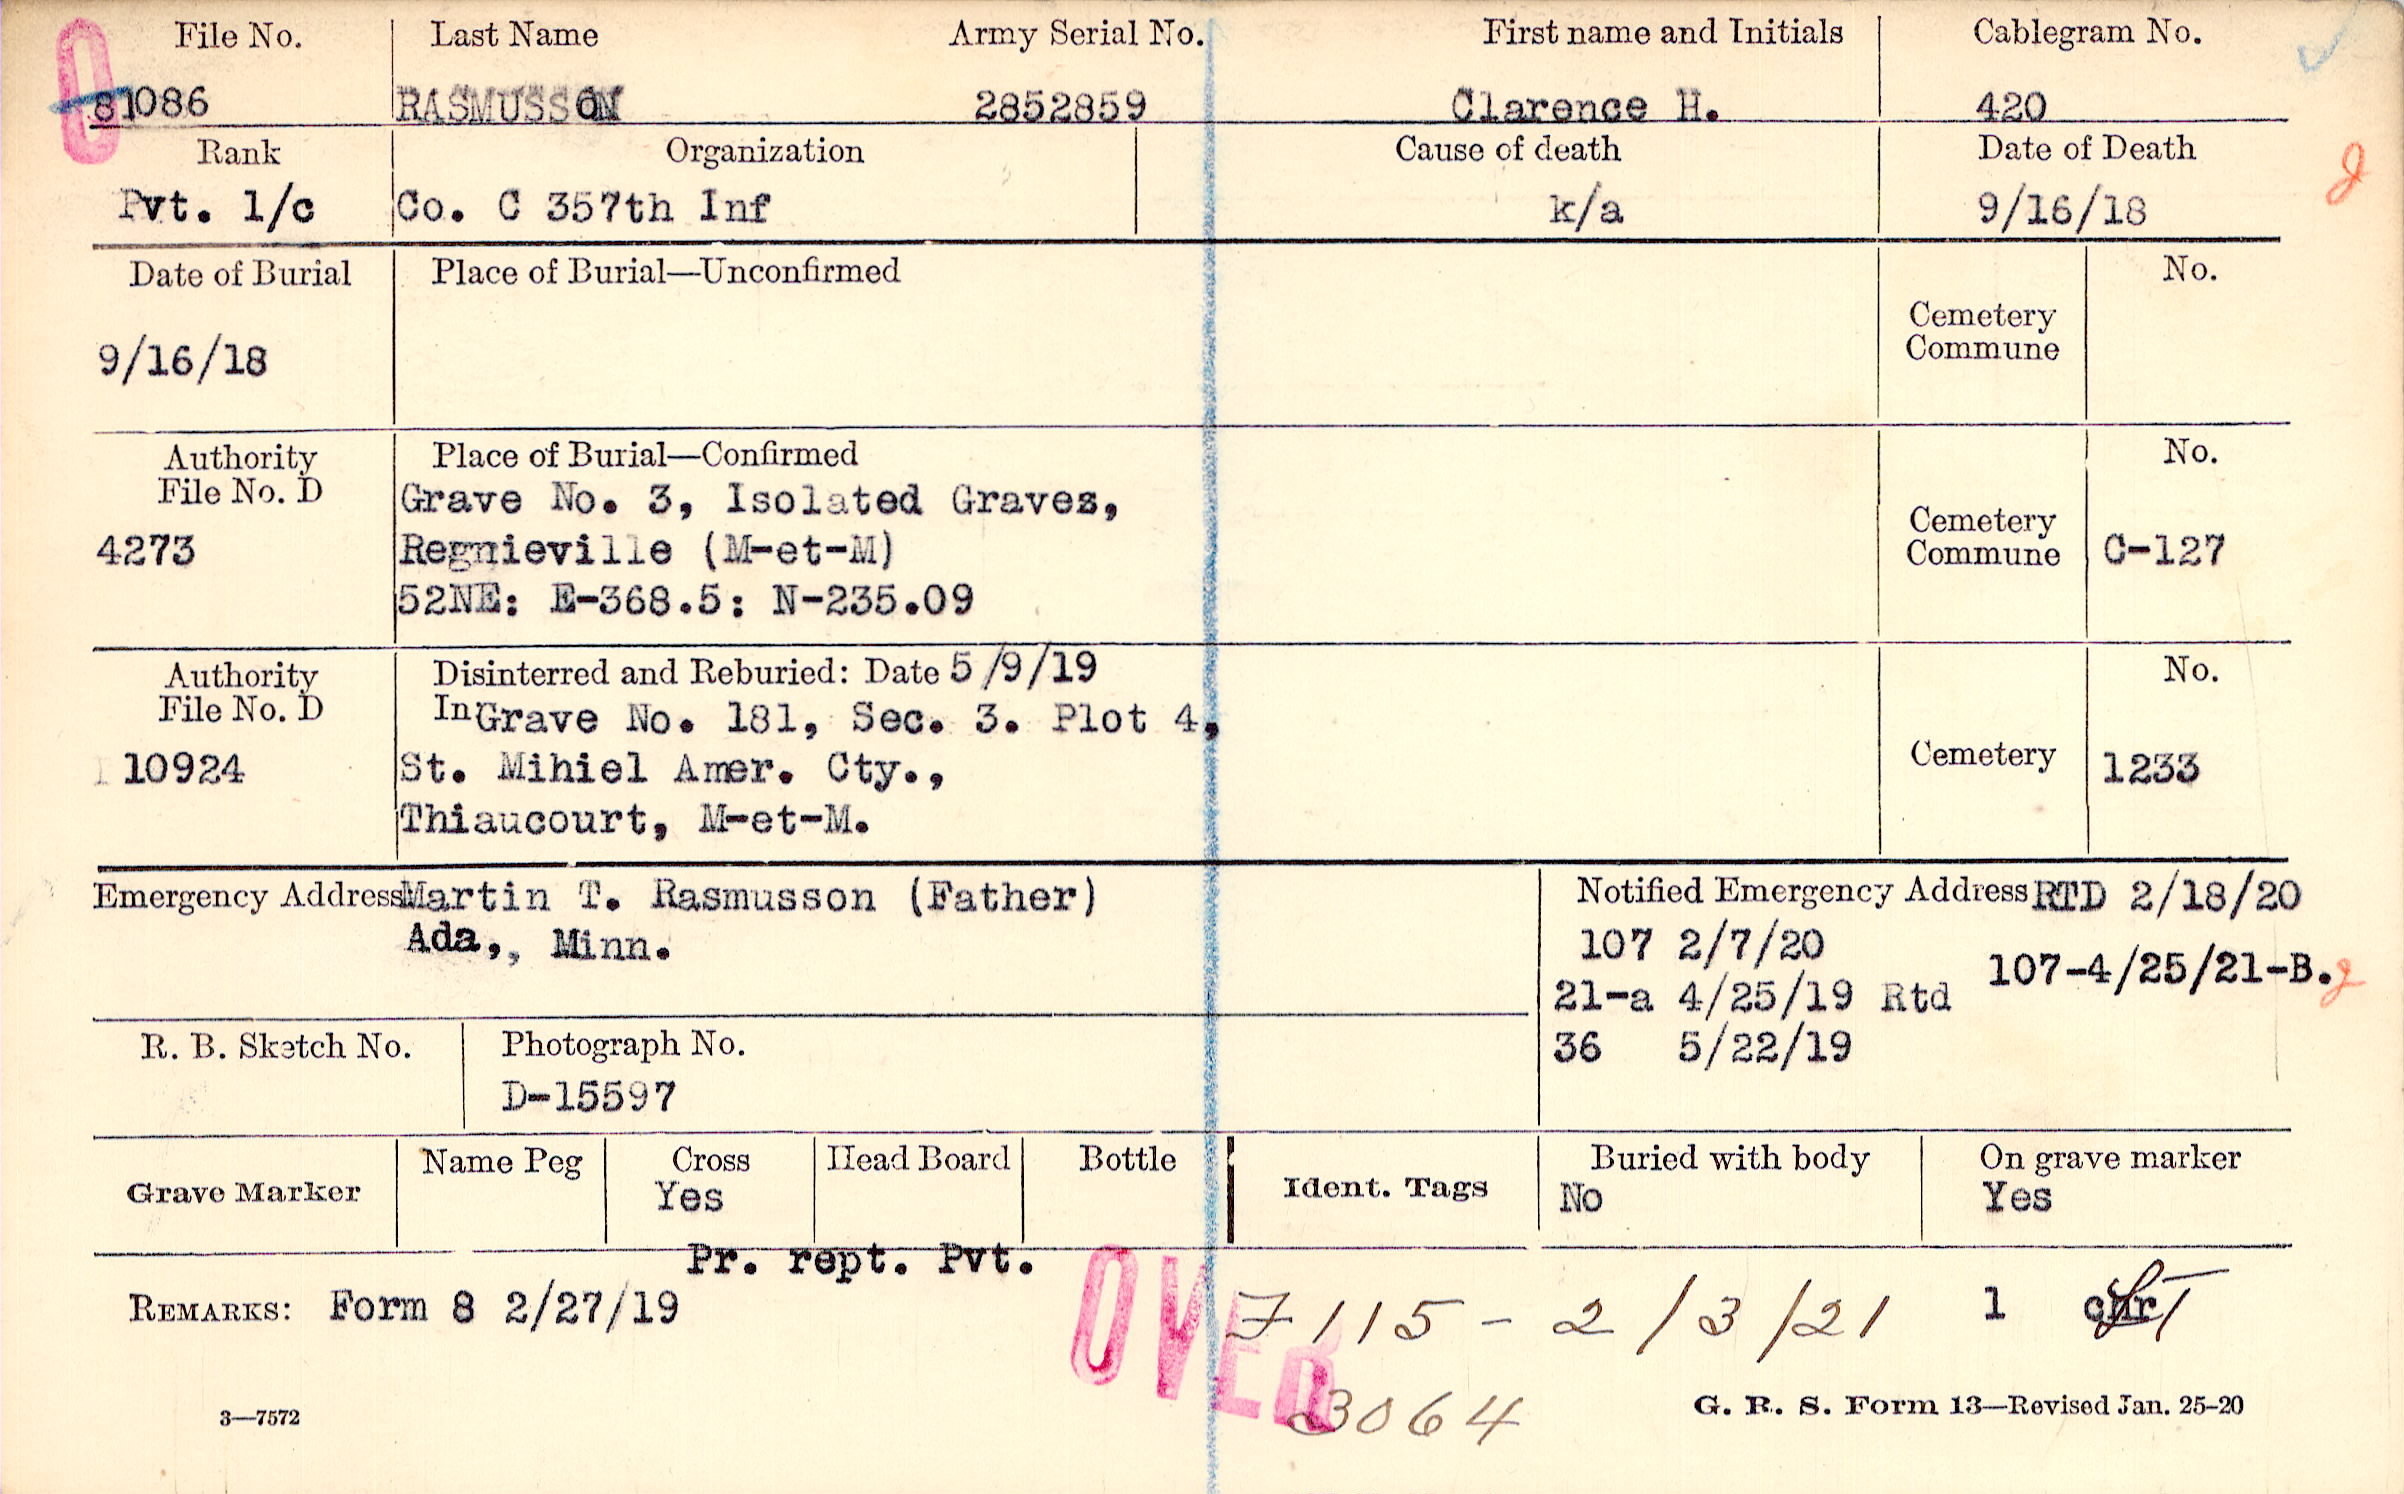 File No. Last Name Army Serial No. First name and Initials Cablegram No.
81086 RASMUSSON 2852859 Clarence H. 420
Rank Organization Cause of death Date of Death
Pvt. 1/c Co. C 357th Inf k/a 9/16/18
Date of Burial Place of Burial—Unconfirmed No.
Cemetery
Commune
9/16/18
Authority Place of Burial—Confirmed No.
File No. D
Grave No. 3, Isolated Graves,
Cemetery
4273 Regnieville (M-et-M) Commune C-127
52NE: E-368.5: N-235.09
Authority Disinterred and Reburied: Date 5/9/19 No.
File No. D In Grave No. 181, Sec. 3. Plot 4,
10924 St. Mihiel Amer. Cty., Cemetery 1233
Thiaucourt, M-et-M.
Emergency Address Martin T. Rasmusson (Father) Notified Emergency Address RTD 2/18/20
Ada,, Minn. 107 2/7/20 107-4/25/21-B.
21-a 4/25/19 Rtd
R. B. Sketch No. Photograph No. 36 5/22/19
D-15597
Grave Marker Name Peg Cross Head Board Bottle Ident. Tags Buried with body On grave marker
Yes No Yes
Pr. rept. Pvt.
REMARKS: Form 8 2/27/19 OVER 7115 - 2/3/21 1
3064
3—7572 G. R. S. Form 13—Revised Jan. 25-20